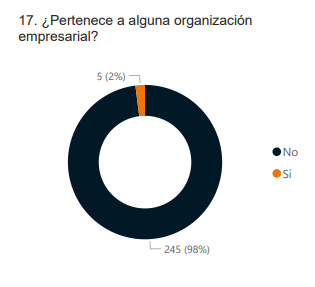 17. ¿Pertenece a alguna organización
empresarial?
5 (2%)
No
Sí
245 (98%)